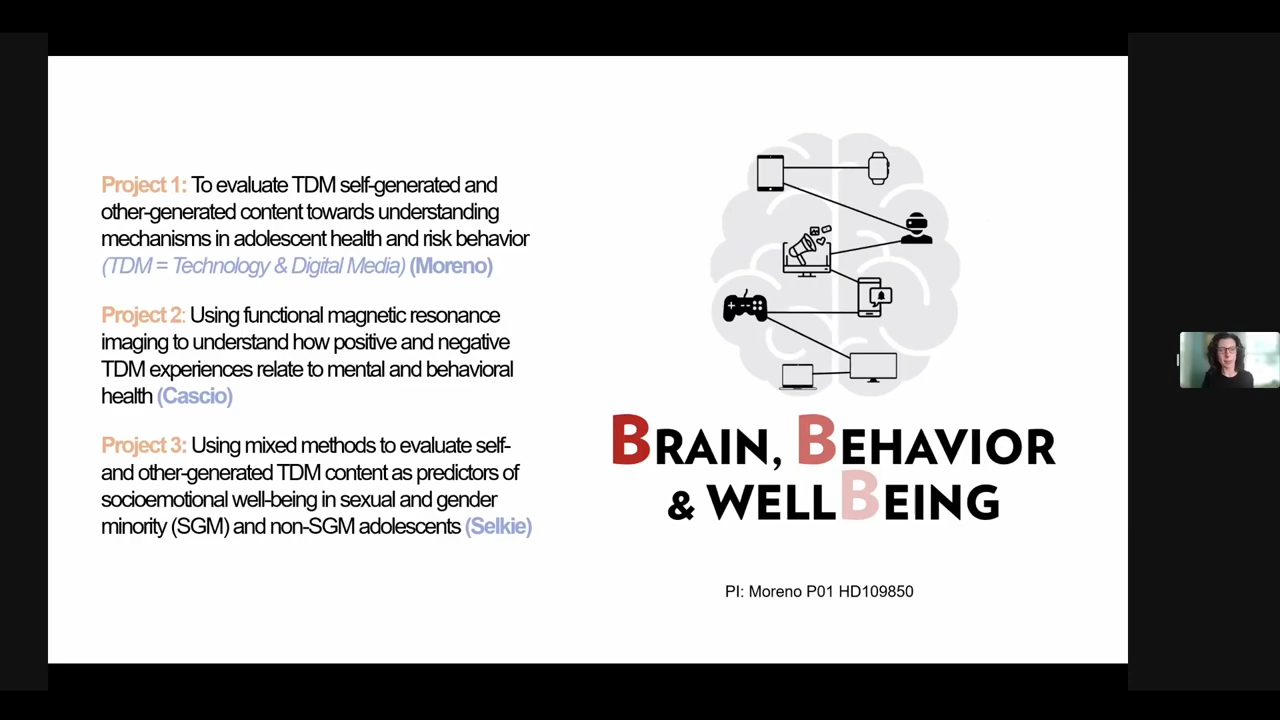 Project 1: To evaluate TDM self-generated and
other-generated content towards understanding
mechanisms in adolescent health and risk behavior
(TDM = Technology & Digital Media) (Moreno)
Project 2: Using functional magnetic resonance
imaging to understand how positive and negative
TDM experiences relate to mental and behavioral
health (Cascio)
Project 3: Using mixed methods to evaluate self-
and other-generated TDM content as predictors of
socioemotional well-being in sexual and gender
minority (SGM) and non-SGM adolescents (Selkie)
BRAIN, BEHAVIOR
& WELLBEING
PI: Moreno P01 HD109850